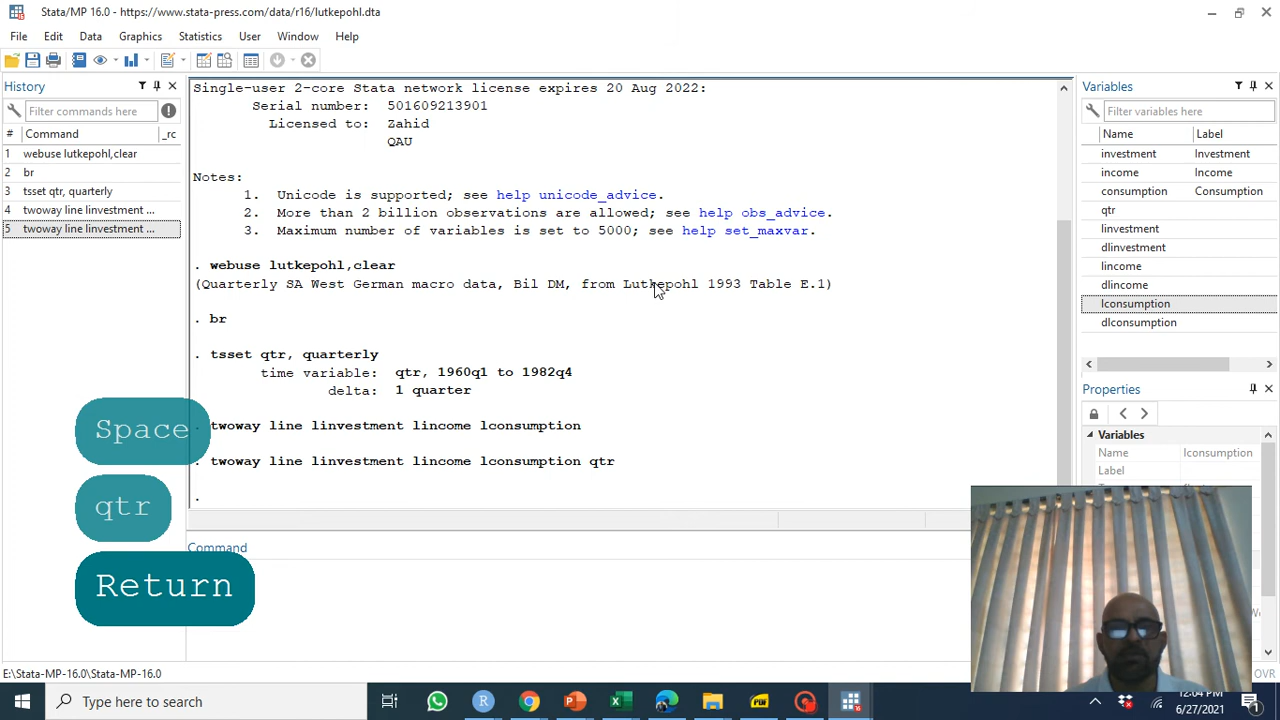 Stata/MP 16.0 - https://www.stata-press.com/data/r16/lutkepohl.dta
File Edit Data Graphics Statistics User Window Help
History
Filter commands here
# Command _rc
1 webuse lutkepohl,clear
2 br
3 tsset qtr, quarterly
4 twoway line linvestment ...
5 twoway line linvestment ...
Single-user 2-core Stata network license expires 20 Aug 2022:
Serial number: 501609213901
Licensed to: Zahid
QAU
Notes:
1. Unicode is supported; see help unicode_advice.
2. More than 2 billion observations are allowed; see help obs_advice.
3. Maximum number of variables is set to 5000; see help set_maxvar.
. webuse lutkepohl,clear
(Quarterly SA West German macro data, Bil DM, from Lutkepohl 1993 Table E.1)
. br
. tsset qtr, quarterly
time variable: qtr, 1960q1 to 1982q4
delta: 1 quarter
. twoway line linvestment lincome lconsumption
. twoway line linvestment lincome lconsumption qtr
.
Space
qtr
Return
Command
Variables
Filter variables here
Name Label
investment Investment
income Income
consumption Consumption
qtr
linvestment
dlinvestment
lincome
dlincome
lconsumption
dlconsumption
Properties
Variables
Name lconsumption
Label
E:\Stata-MP-16.0\Stata-MP-16.0
OVR
Type here to search
12:04 PM
6/27/2021